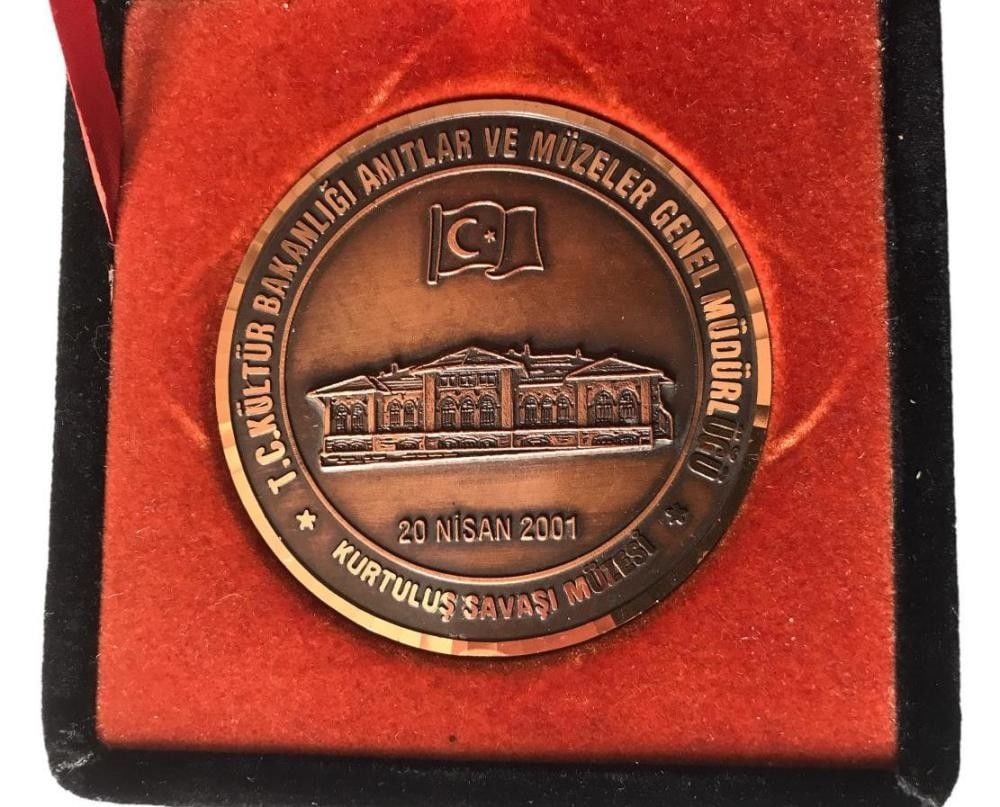 T.C.KÜLTÜR BAKANLIĞI ANITLAR VE MÜZELER GENEL MÜDÜRLÜĞÜ
20 NİSAN 2001
KURTULUŞ SAVAŞI MÜZESİ